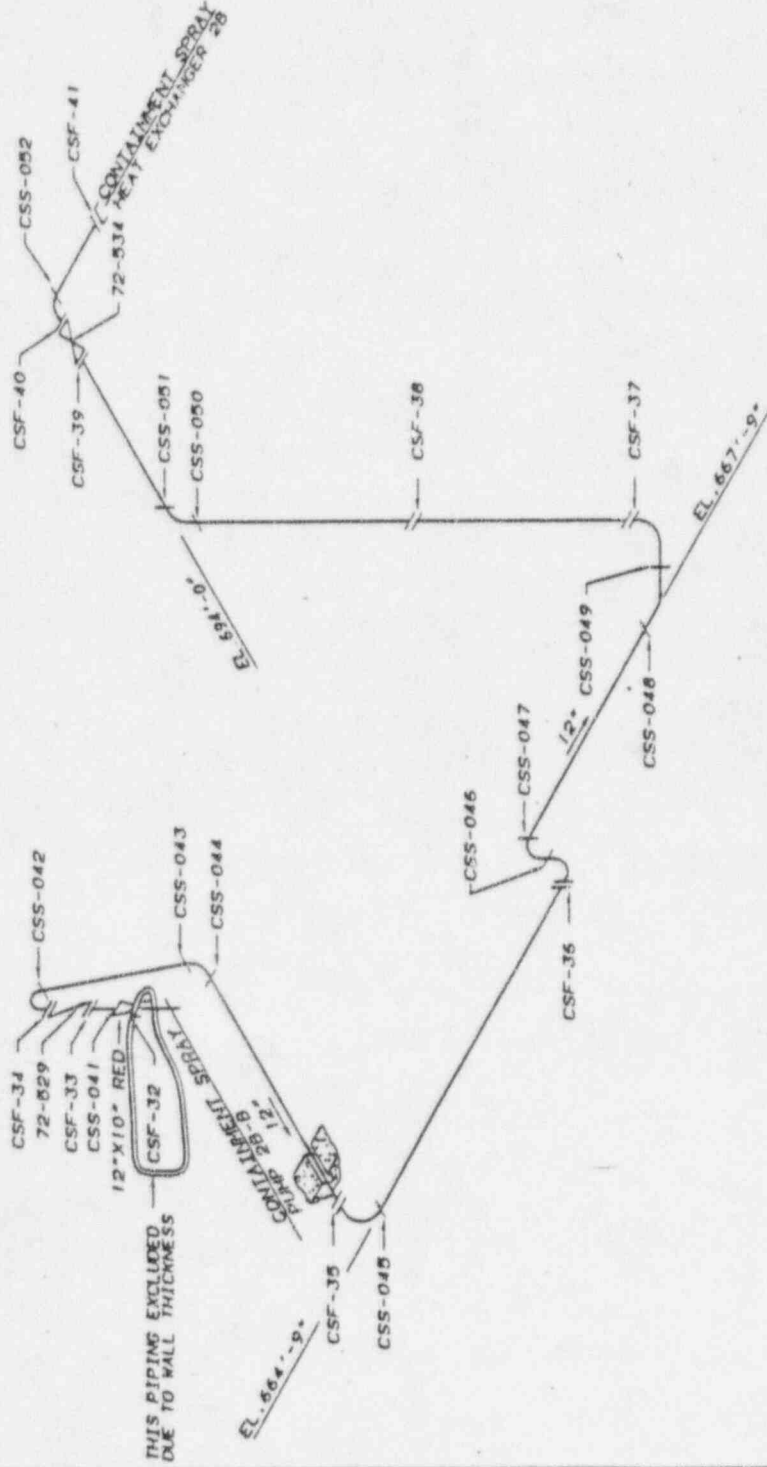 CSF-34
72-529
CSF-33
CSS-041
12"X10" RED
CSF-32
THIS PIPING EXCLUDED
DUE TO WALL THICKNESS
CSS-042
CSS-043
CSS-044
CONTAINMENT SPRAY
PUMP 2B-B
12"
CSF-35
CSS-045
EL. 664'-9"
CSF-36
CSS-046
CSS-047
12"
CSS-048
CSS-049
EL. 667'-9"
CSF-37
CSF-38
CSS-050
CSS-051
EL 694'-0"
CSF-39
CSF-40
CSS-052
72-534
CSF-41
CONTAINMENT SPRAY
HEAT EXCHANGER 2B